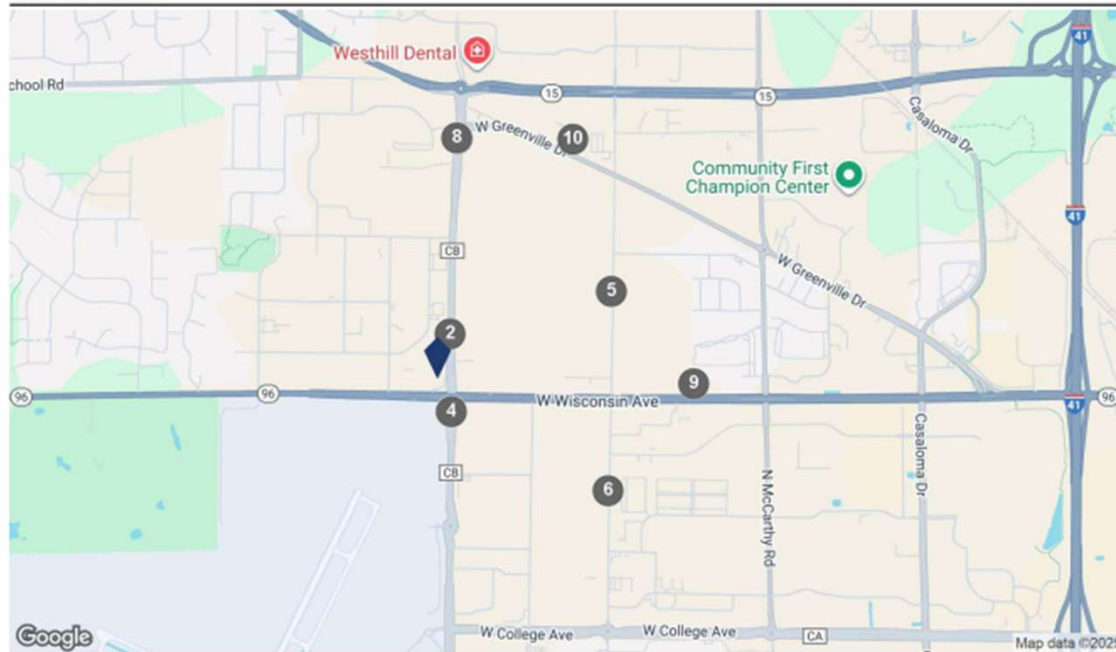 41
Westhill Dental
chool Rd
15
15
Casaloma Dr
8
W Greenville Dr
10
Community First
Champion Center
41
CB
W Greenville Dr
5
2
9
96
96
W Wisconsin Ave
41
96
4
Casaloma Dr
CB
6
N McCarthy Rd
W College Ave
W College Ave
CA
Google
Map data ©2025